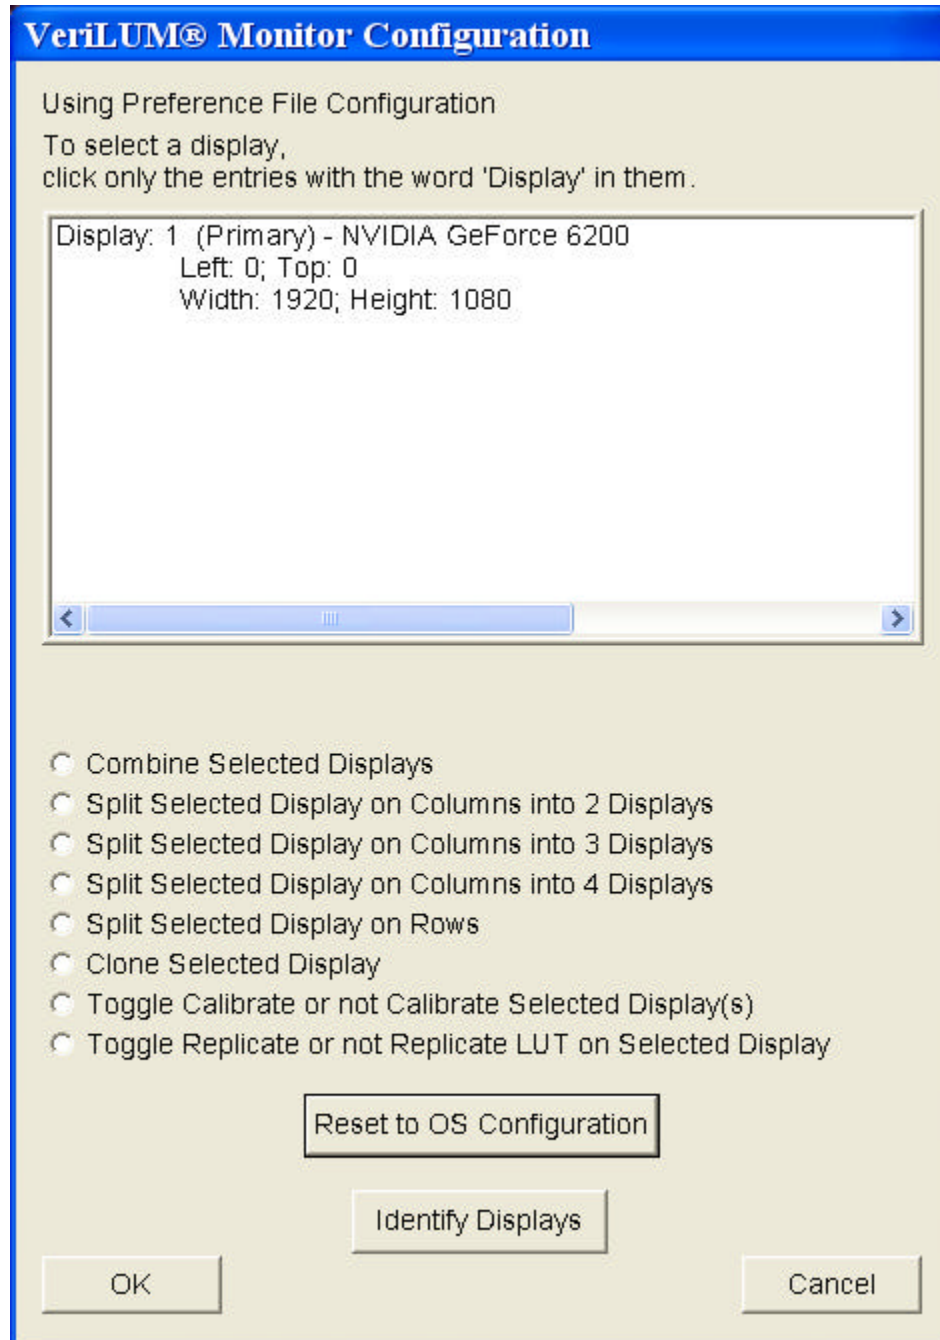 VeriLUM® Monitor Configuration
Using Preference File Configuration
To select a display,
click only the entries with the word 'Display' in them.
Display: 1 (Primary) - NVIDIA GeForce 6200
Left: 0; Top: 0
Width: 1920; Height: 1080
Combine Selected Displays
Split Selected Display on Columns into 2 Displays
Split Selected Display on Columns into 3 Displays
Split Selected Display on Columns into 4 Displays
Split Selected Display on Rows
Clone Selected Display
Toggle Calibrate or not Calibrate Selected Display(s)
Toggle Replicate or not Replicate LUT on Selected Display
Reset to OS Configuration
Identify Displays
OK
Cancel